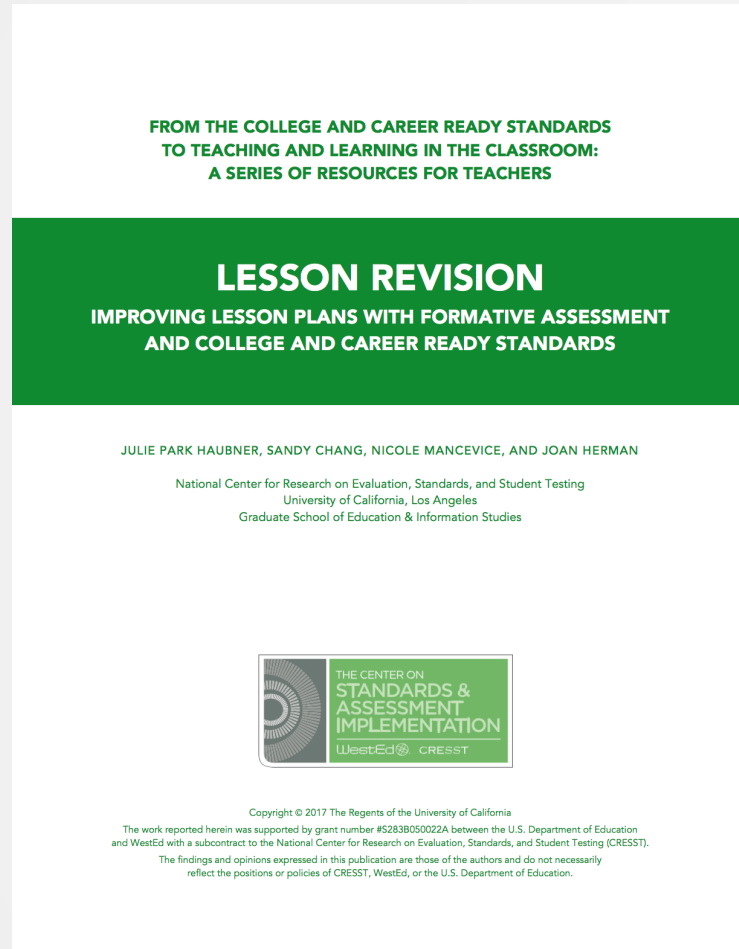 FROM THE COLLEGE AND CAREER READY STANDARDS
TO TEACHING AND LEARNING IN THE CLASSROOM:
A SERIES OF RESOURCES FOR TEACHERS
LESSON REVISION
IMPROVING LESSON PLANS WITH FORMATIVE ASSESSMENT
AND COLLEGE AND CAREER READY STANDARDS
JULIE PARK HAUBNER, SANDY CHANG, NICOLE MANCEVICE, AND JOAN HERMAN
National Center for Research on Evaluation, Standards, and Student Testing
University of California, Los Angeles
Graduate School of Education & Information Studies
THE CENTER ON
STANDARDS &
ASSESSMENT
IMPLEMENTATION
WestEd CRESST
Copyright © 2017 The Regents of the University of California
The work reported herein was supported by grant number #S283B050022A between the U.S. Department of Education
and WestEd with a subcontract to the National Center for Research on Evaluation, Standards, and Student Testing (CRESST).
The findings and opinions expressed in this publication are those of the authors and do not necessarily
reflect the positions or policies of CRESST, WestEd, or the U.S. Department of Education.